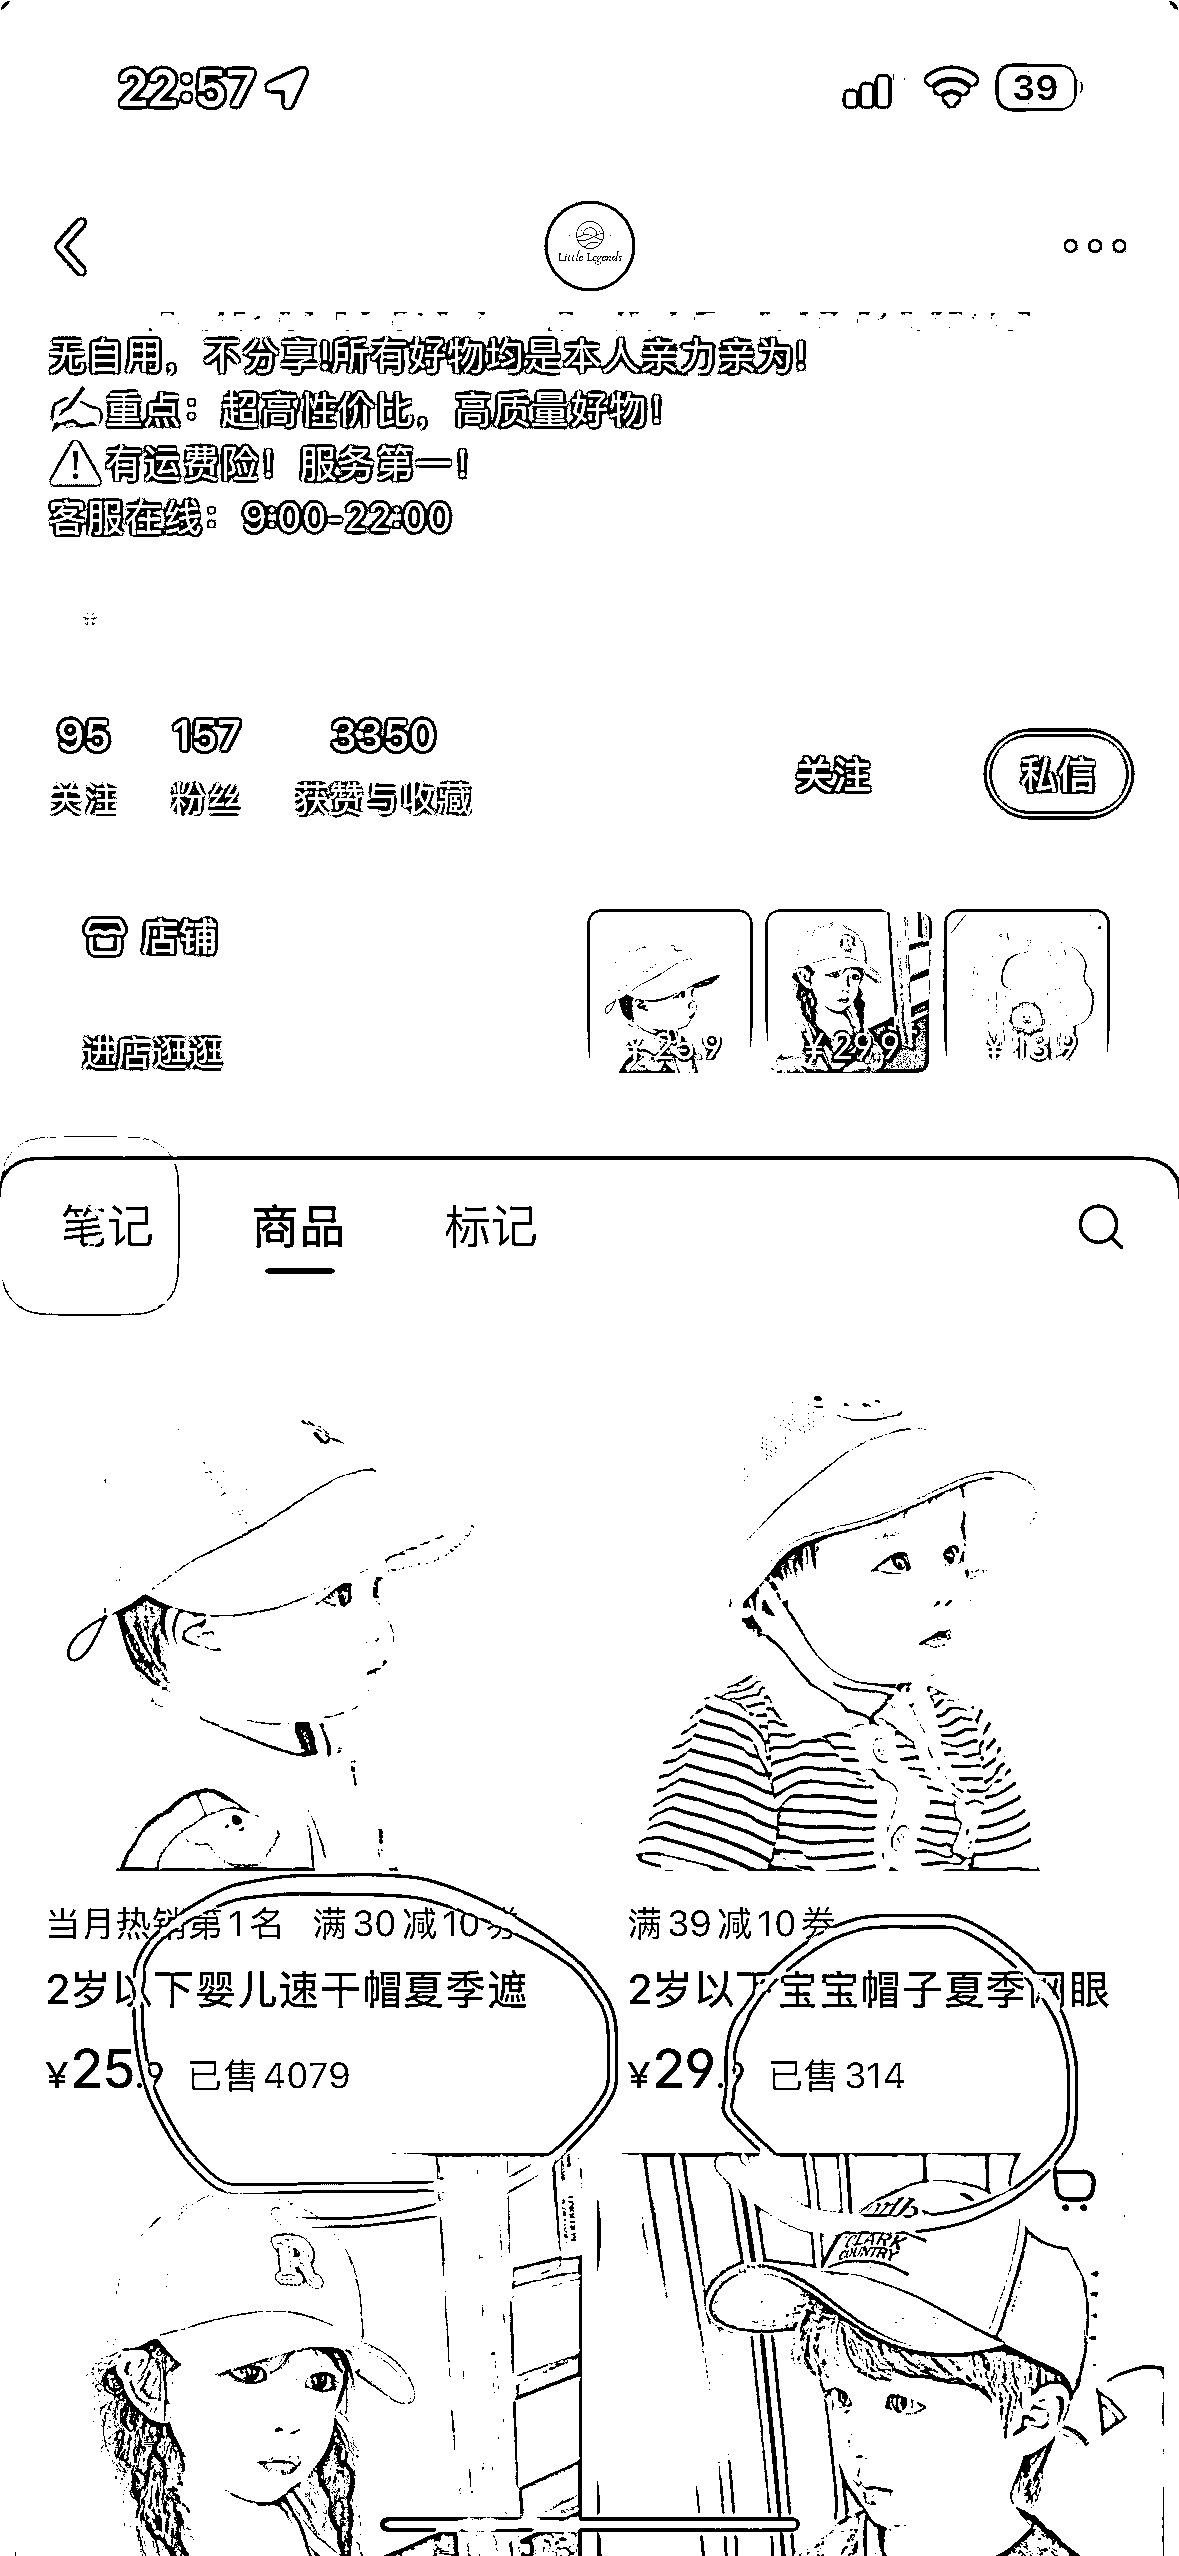 22:57
39
Little Legends
无自用，不分享!所有好物均是本人亲力亲为!
✍重点：超高性价比，高质量好物!
⚠有运费险！服务第一!
客服在线：9:00-22:00
95 157 3350
关注 粉丝 获赞与收藏
关注 私信
店铺
进店逛逛
¥25.9 ¥299 ¥13.9
笔记 商品 标记
当月热销第1名 满30减10券
2岁以下婴儿速干帽夏季遮
¥25.9 已售4079
满39减10券
2岁以下宝宝帽子夏季网眼
¥29.9 已售314
R
CLARK
COUNTRY